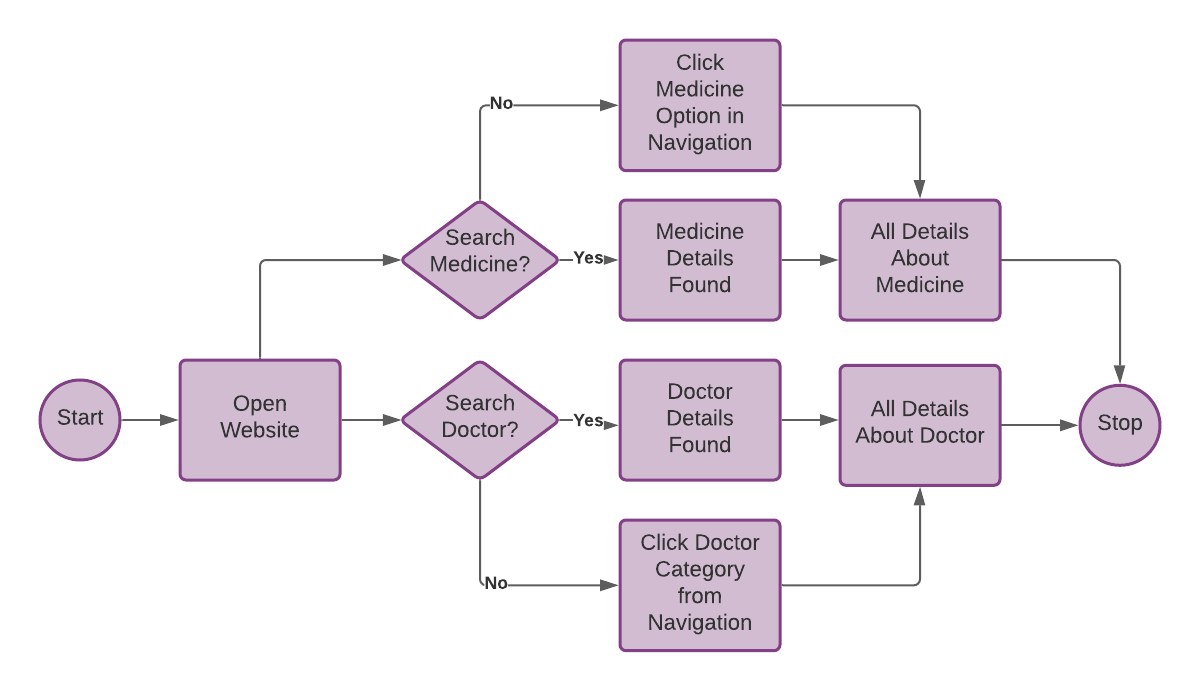 Click
Medicine
Option in
Navigation
No
Search
Medicine?
Yes
Medicine
Details
Found
All Details
About
Medicine
Start
Open
Website
Search
Doctor?
Yes
Doctor
Details
Found
All Details
About Doctor
Stop
No
Click Doctor
Category
from
Navigation